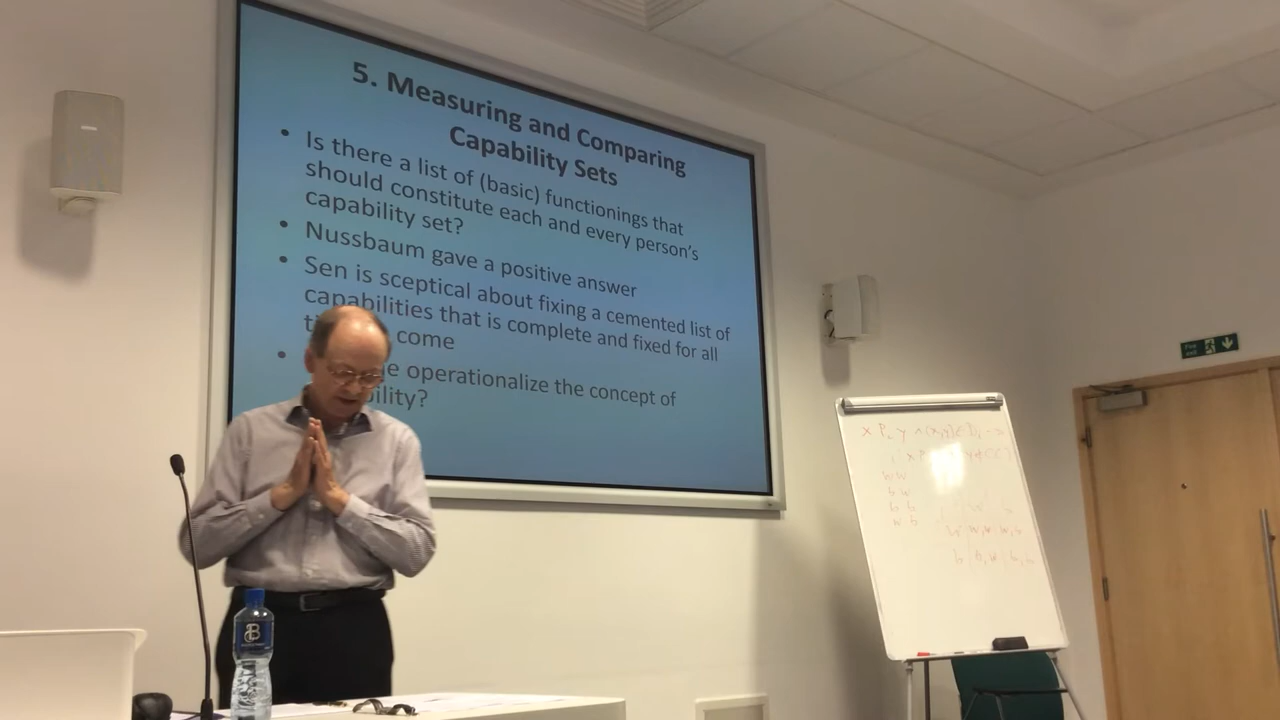 5. Measuring and Comparing
Capability Sets
• Is there a list of (basic) functionings that
should constitute each and every person's
capability set?
• Nussbaum gave a positive answer
• Sen is sceptical about fixing a cemented list of
capabilities that is complete and fixed for all
come
• operationalize the concept of
B
w w
b w
b b
w b